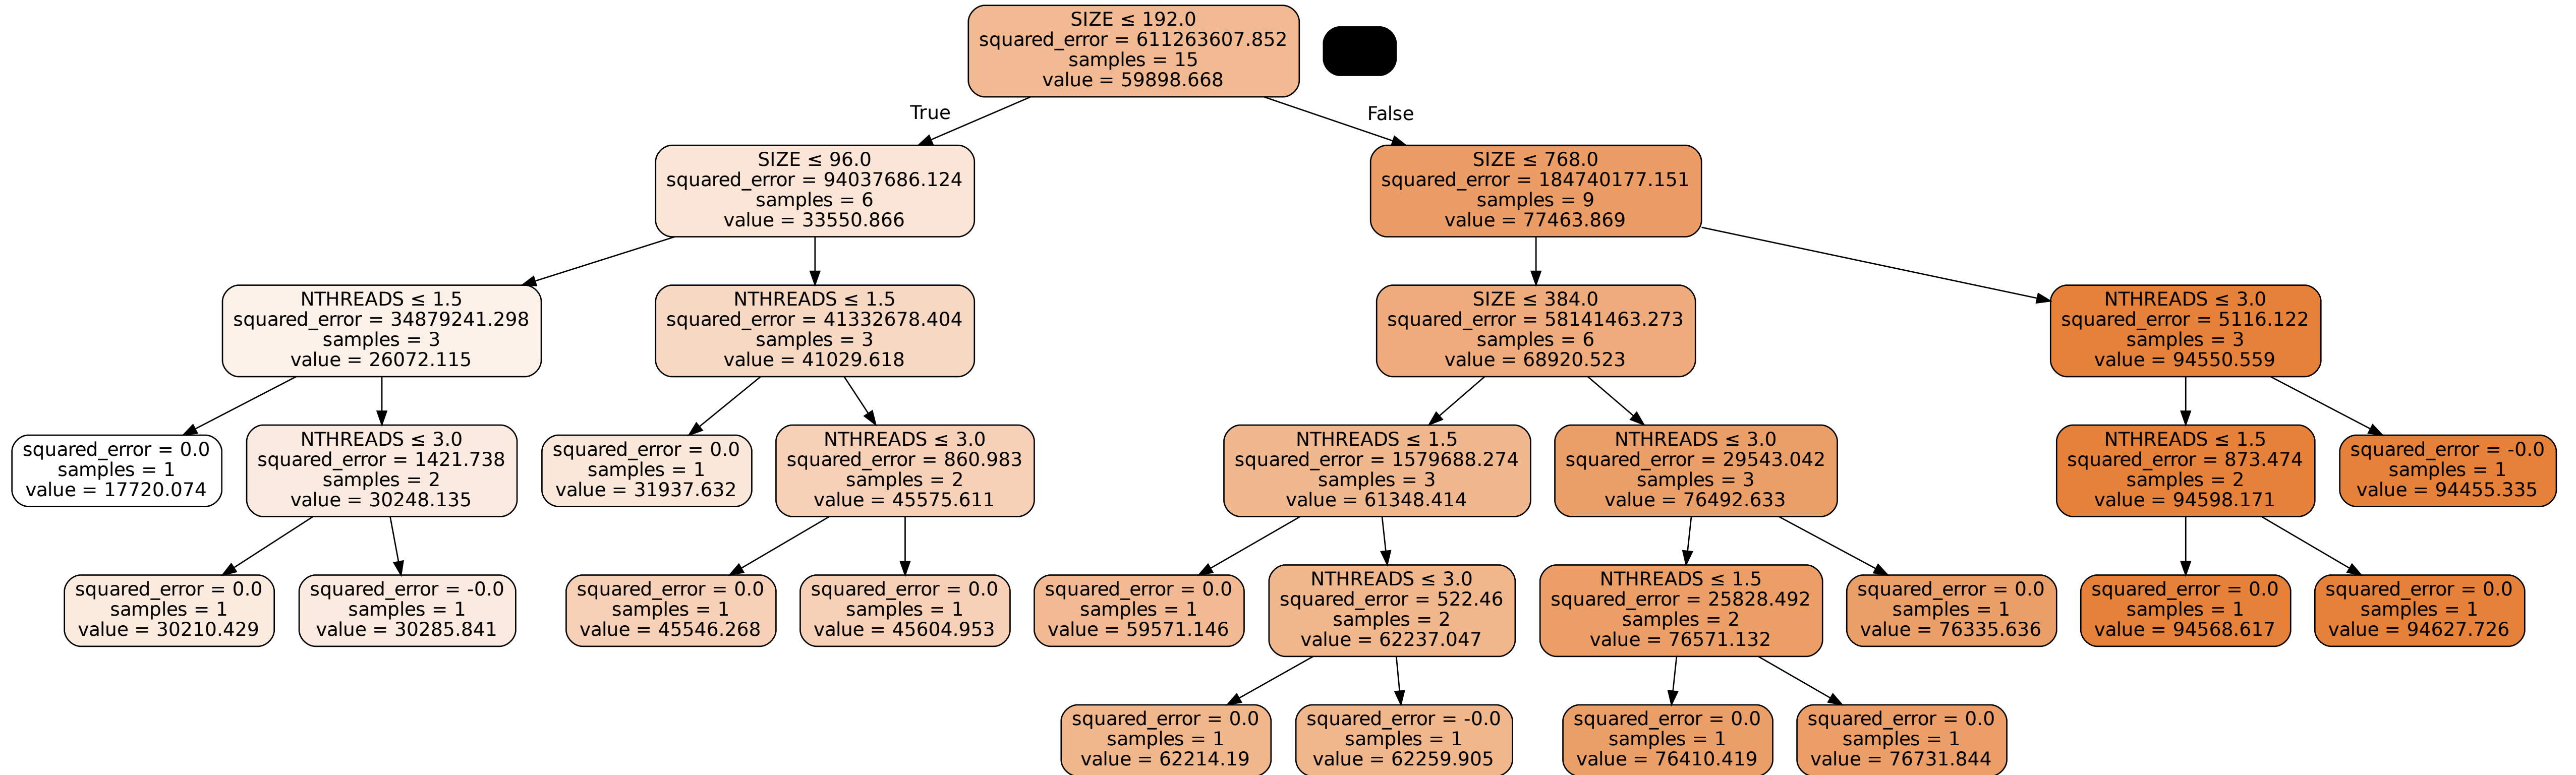 SIZE ≤ 192.0
squared_error = 611263607.852
samples = 15
value = 59898.668
True
False
SIZE ≤ 96.0
squared_error = 94037686.124
samples = 6
value = 33550.866
SIZE ≤ 768.0
squared_error = 184740177.151
samples = 9
value = 77463.869
NTHREADS ≤ 1.5
squared_error = 34879241.298
samples = 3
value = 26072.115
NTHREADS ≤ 1.5
squared_error = 41332678.404
samples = 3
value = 41029.618
SIZE ≤ 384.0
squared_error = 58141463.273
samples = 6
value = 68920.523
NTHREADS ≤ 3.0
squared_error = 5116.122
samples = 3
value = 94550.559
squared_error = 0.0
samples = 1
value = 17720.074
NTHREADS ≤ 3.0
squared_error = 1421.738
samples = 2
value = 30248.135
squared_error = 0.0
samples = 1
value = 31937.632
NTHREADS ≤ 3.0
squared_error = 860.983
samples = 2
value = 45575.611
NTHREADS ≤ 1.5
squared_error = 1579688.274
samples = 3
value = 61348.414
NTHREADS ≤ 3.0
squared_error = 29543.042
samples = 3
value = 76492.633
NTHREADS ≤ 1.5
squared_error = 873.474
samples = 2
value = 94598.171
squared_error = -0.0
samples = 1
value = 94455.335
squared_error = 0.0
samples = 1
value = 30210.429
squared_error = -0.0
samples = 1
value = 30285.841
squared_error = 0.0
samples = 1
value = 45546.268
squared_error = 0.0
samples = 1
value = 45604.953
squared_error = 0.0
samples = 1
value = 59571.146
NTHREADS ≤ 3.0
squared_error = 522.46
samples = 2
value = 62237.047
NTHREADS ≤ 1.5
squared_error = 25828.492
samples = 2
value = 76571.132
squared_error = 0.0
samples = 1
value = 76335.636
squared_error = 0.0
samples = 1
value = 94568.617
squared_error = 0.0
samples = 1
value = 94627.726
squared_error = 0.0
samples = 1
value = 62214.19
squared_error = -0.0
samples = 1
value = 62259.905
squared_error = 0.0
samples = 1
value = 76410.419
squared_error = 0.0
samples = 1
value = 76731.844